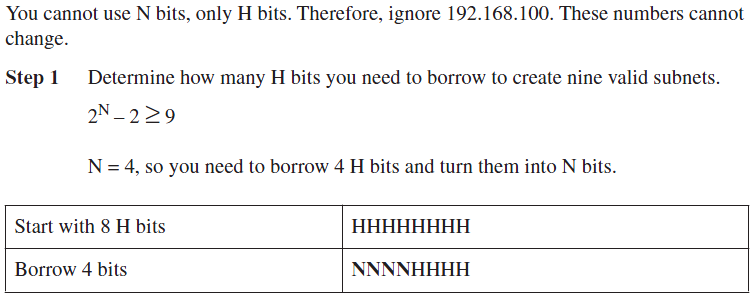 You cannot use N bits, only H bits. Therefore, ignore 192.168.100. These numbers cannot
change.
Step 1 Determine how many H bits you need to borrow to create nine valid subnets.
2ᴺ – 2 ≥ 9
N = 4, so you need to borrow 4 H bits and turn them into N bits.
Start with 8 H bits HHHHHHHH
Borrow 4 bits NNNNHHHH